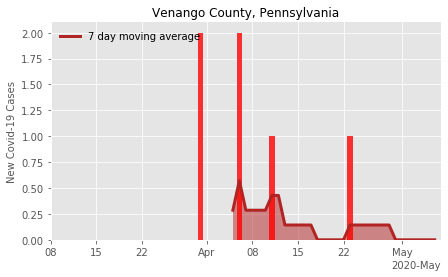 Venango County, Pennsylvania
7 day moving average
New Covid-19 Cases
2.00
1.75
1.50
1.25
1.00
0.75
0.50
0.25
0.00
08
15
22
Apr
08
15
22
May
2020-May